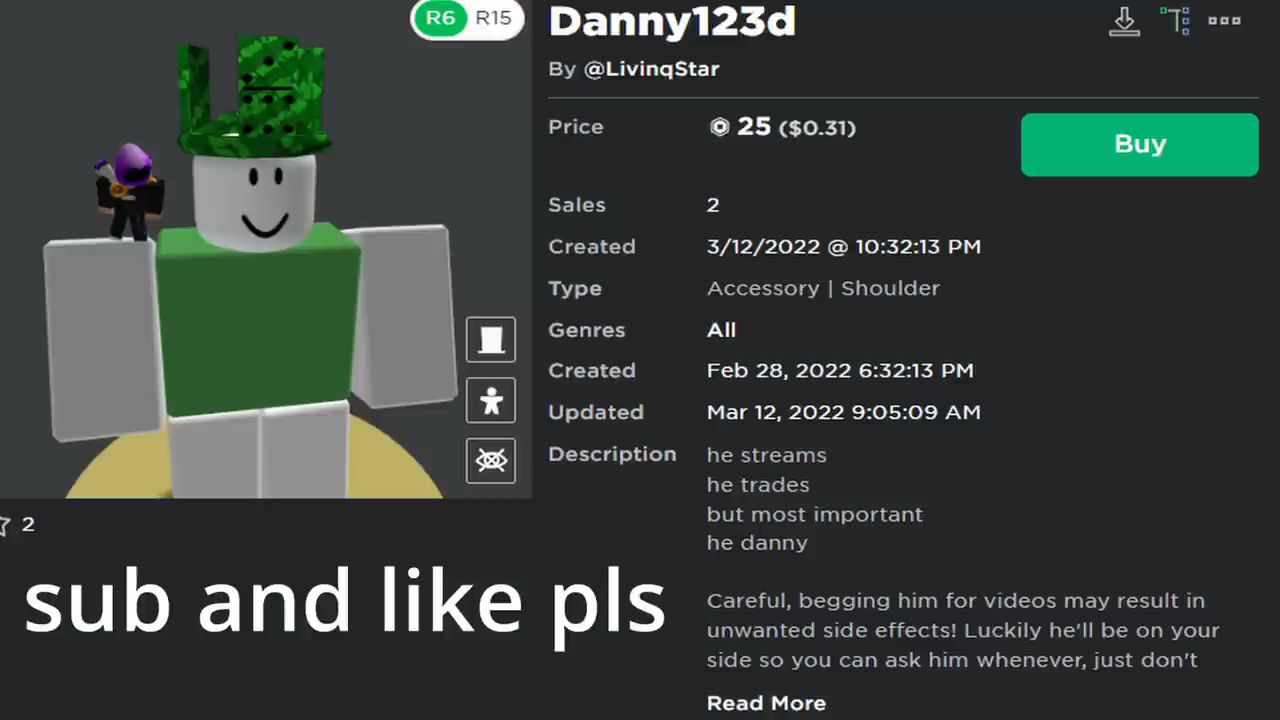 R6 R15
Danny123d
By @LivinqStar
Price 25 ($0.31)
Buy
Sales 2
Created 3/12/2022 @ 10:32:13 PM
Type Accessory | Shoulder
Genres All
Created Feb 28, 2022 6:32:13 PM
Updated Mar 12, 2022 9:05:09 AM
Description he streams
he trades
but most important
he danny
2
sub and like pls
Careful, begging him for videos may result in
unwanted side effects! Luckily he'll be on your
side so you can ask him whenever, just don't
Read More